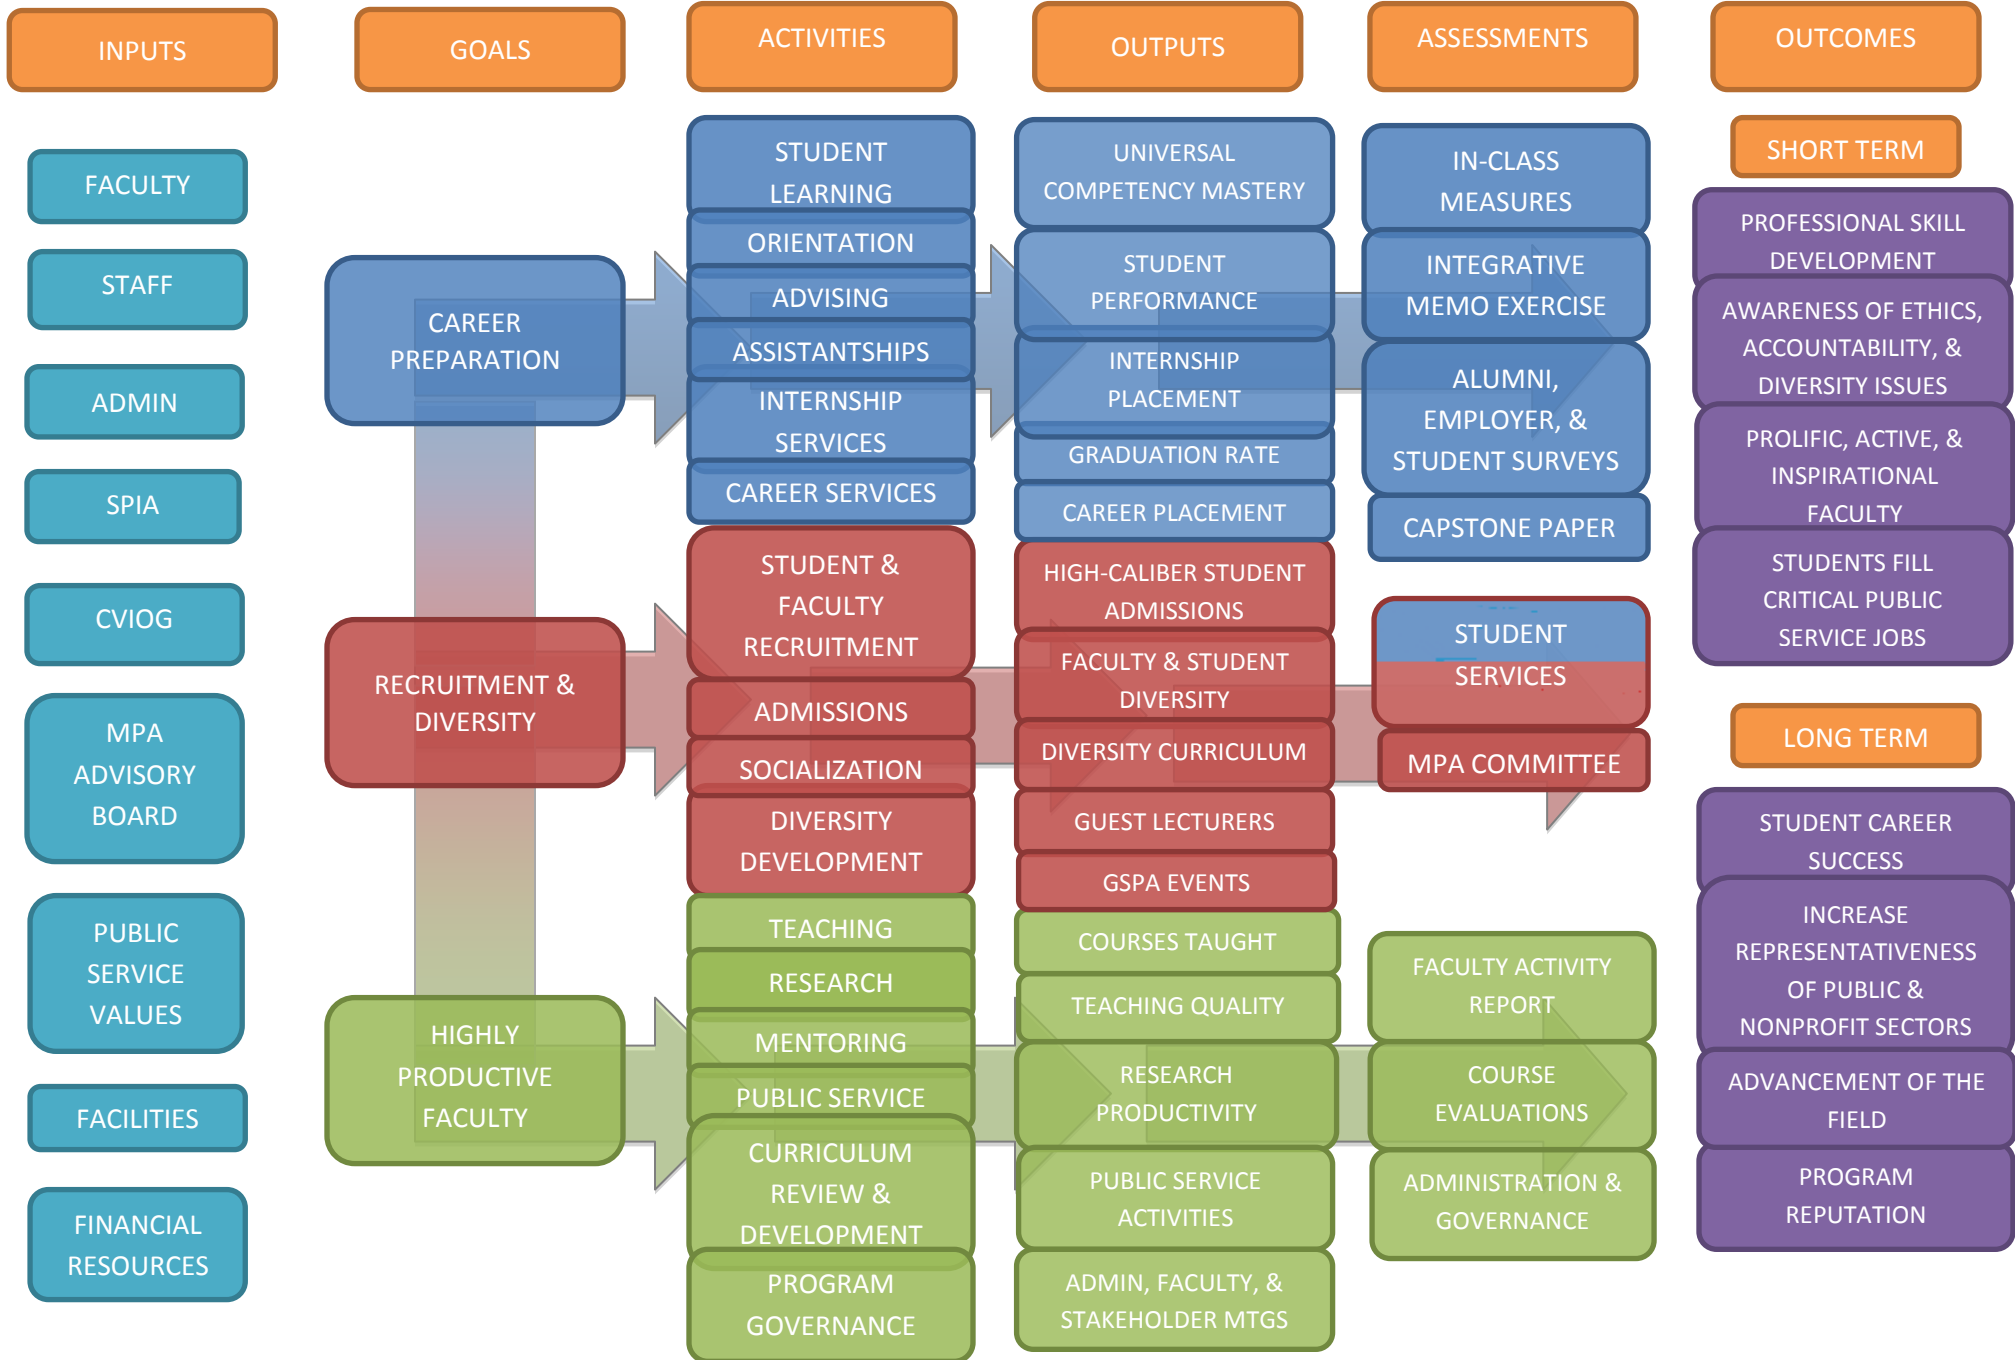 INPUTS
GOALS
ACTIVITIES
OUTPUTS
ASSESSMENTS
OUTCOMES
FACULTY
STAFF
ADMIN
SPIA
CVIOG
MPA
ADVISORY
BOARD
PUBLIC
SERVICE
VALUES
FACILITIES
FINANCIAL
RESOURCES
CAREER
PREPARATION
RECRUITMENT &
DIVERSITY
HIGHLY
PRODUCTIVE
FACULTY
STUDENT
LEARNING
ORIENTATION
ADVISING
ASSISTANTSHIPS
INTERNSHIP
SERVICES
CAREER SERVICES
STUDENT &
FACULTY
RECRUITMENT
ADMISSIONS
SOCIALIZATION
DIVERSITY
DEVELOPMENT
TEACHING
RESEARCH
MENTORING
PUBLIC SERVICE
CURRICULUM
REVIEW &
DEVELOPMENT
PROGRAM
GOVERNANCE
UNIVERSAL
COMPETENCY MASTERY
STUDENT
PERFORMANCE
INTERNSHIP
PLACEMENT
GRADUATION RATE
CAREER PLACEMENT
HIGH-CALIBER STUDENT
ADMISSIONS
FACULTY & STUDENT
DIVERSITY
DIVERSITY CURRICULUM
GUEST LECTURERS
GSPA EVENTS
COURSES TAUGHT
TEACHING QUALITY
RESEARCH
PRODUCTIVITY
PUBLIC SERVICE
ACTIVITIES
ADMIN, FACULTY, &
STAKEHOLDER MTGS
IN-CLASS
MEASURES
INTEGRATIVE
MEMO EXERCISE
ALUMNI,
EMPLOYER, &
STUDENT SURVEYS
CAPSTONE PAPER
STUDENT
SERVICES
MPA COMMITTEE
FACULTY ACTIVITY
REPORT
COURSE
EVALUATIONS
ADMINISTRATION &
GOVERNANCE
SHORT TERM
PROFESSIONAL SKILL
DEVELOPMENT
AWARENESS OF ETHICS,
ACCOUNTABILITY, &
DIVERSITY ISSUES
PROLIFIC, ACTIVE, &
INSPIRATIONAL
FACULTY
STUDENTS FILL
CRITICAL PUBLIC
SERVICE JOBS
LONG TERM
STUDENT CAREER
SUCCESS
INCREASE
REPRESENTATIVENESS
OF PUBLIC &
NONPROFIT SECTORS
ADVANCEMENT OF THE
FIELD
PROGRAM
REPUTATION